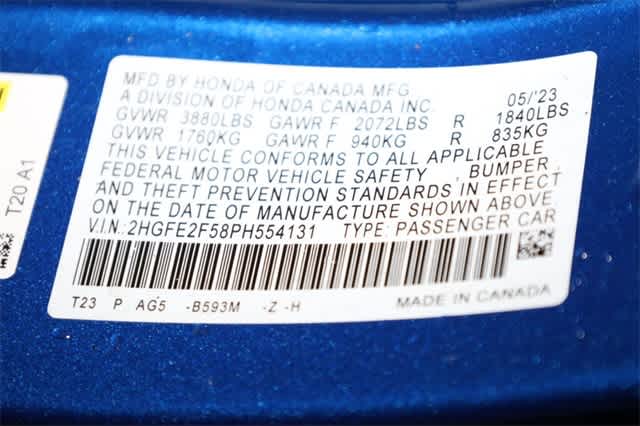 MFD BY HONDA OF CANADA MFG
A DIVISION OF HONDA CANADA INC. 05/'23
GVWR 3880LBS GAWR F 2072LBS R 1840LBS
GVWR 1760KG GAWR F 940KG R 835KG
THIS VEHICLE CONFORMS TO ALL APPLICABLE
FEDERAL MOTOR VEHICLE SAFETY , BUMPER,
AND THEFT PREVENTION STANDARDS IN EFFECT
ON THE DATE OF MANUFACTURE SHOWN ABOVE
V.I.N.: 2HGFE2F58PH554131 TYPE: PASSENGER CAR
T23 P AG5 -B593M -Z -H MADE IN CANADA
T20 A1